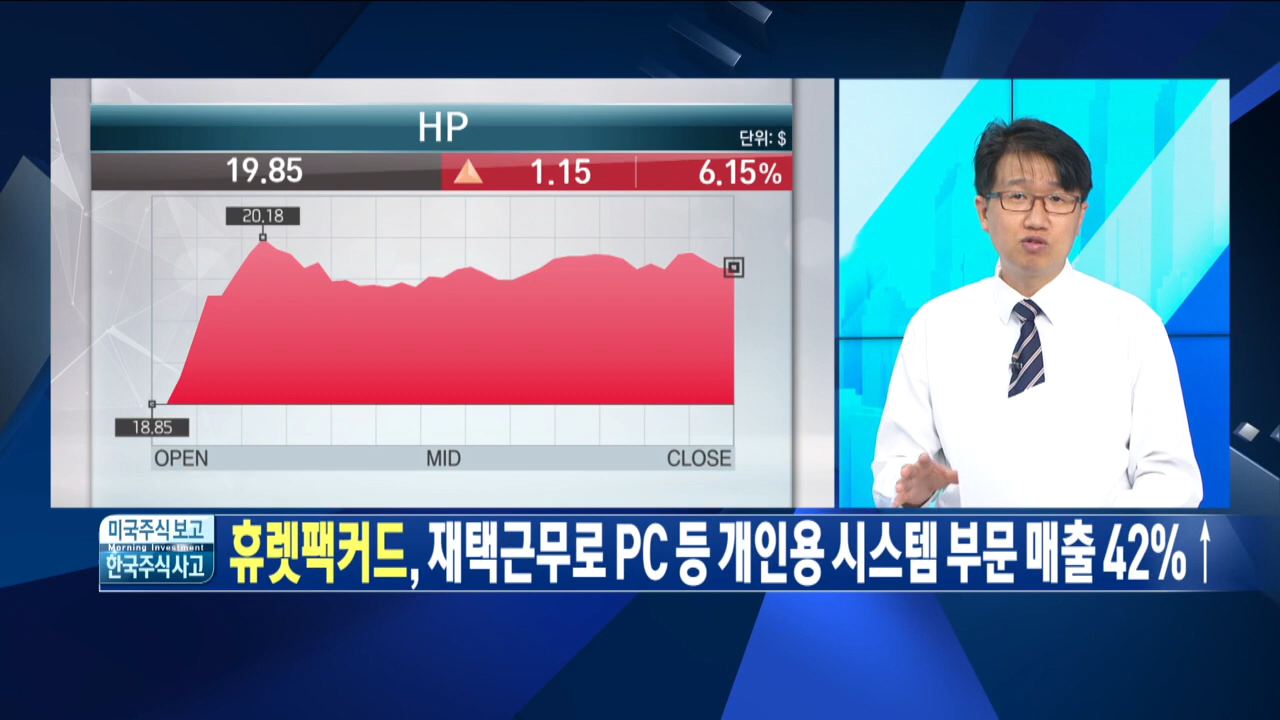 HP
단위: $
19.85
1.15
6.15%
20.18
18.85
OPEN MID CLOSE
미국주식 보고
Morning Investment
한국주식 사고
휴렛팩커드, 재택근무로 PC 등 개인용 시스템 부문 매출 42%↑